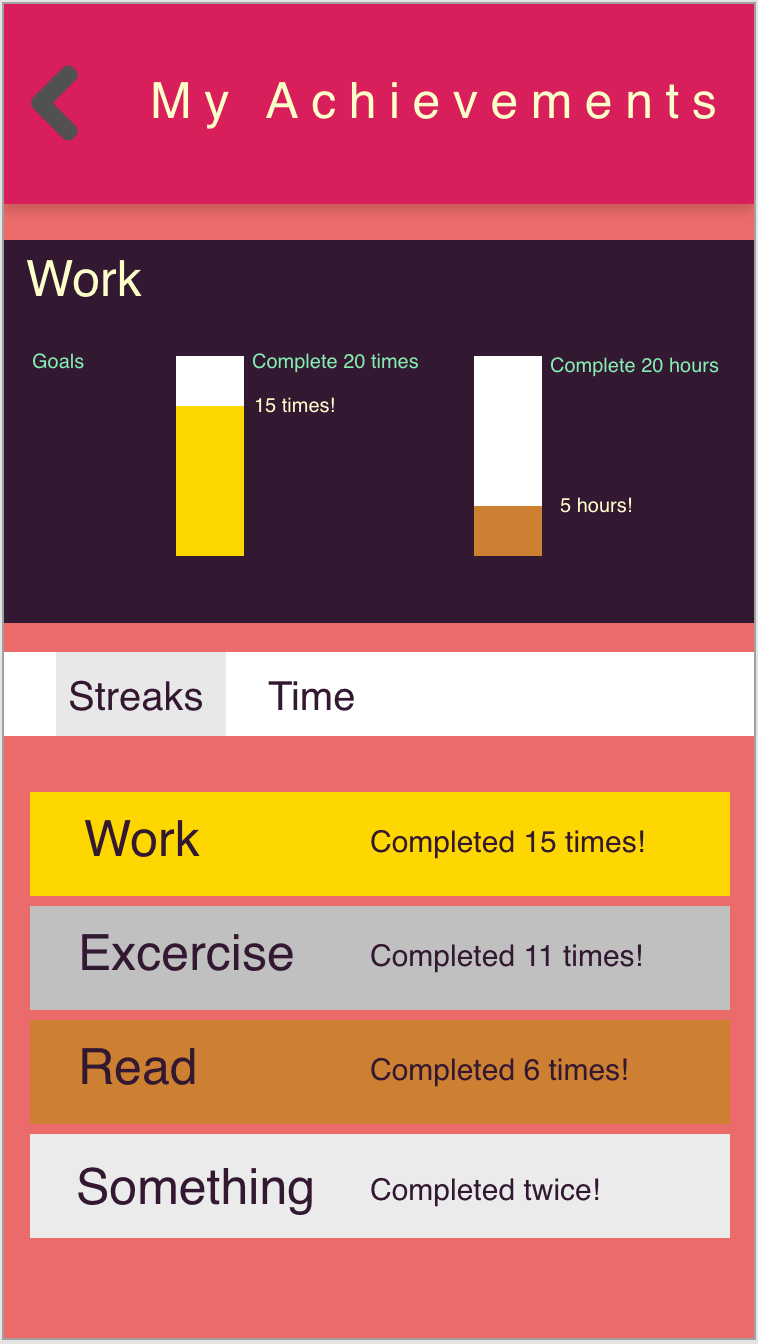 My Achievements
Work
Goals
Complete 20 times
Complete 20 hours
15 times!
5 hours!
Streaks
Time
Work
Completed 15 times!
Excercise
Completed 11 times!
Read
Completed 6 times!
Something
Completed twice!